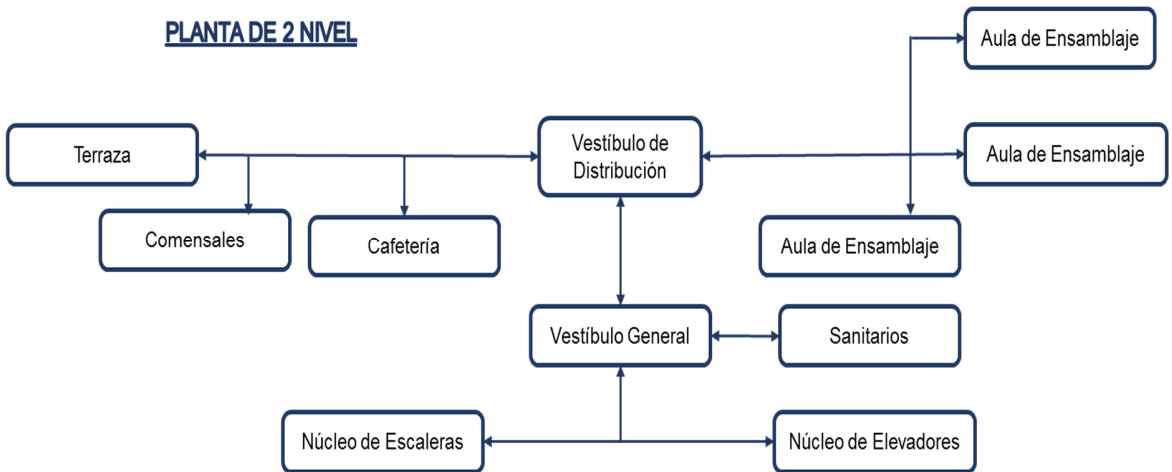 PLANTA DE 2 NIVEL
Aula de Ensamblaje
Terraza
Vestíbulo de
Distribución
Aula de Ensamblaje
Comensales
Cafetería
Aula de Ensamblaje
Vestíbulo General
Sanitarios
Núcleo de Escaleras
Núcleo de Elevadores